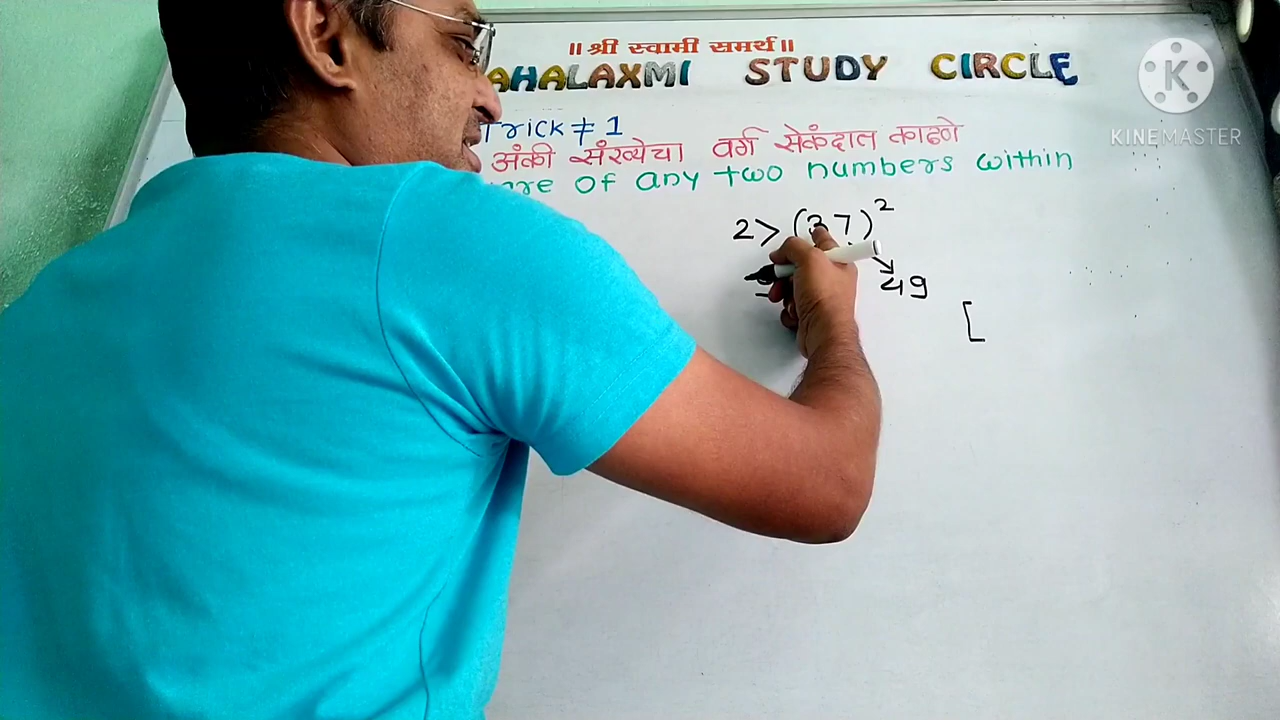 ॥ श्री स्वामी समर्थ॥
AHALAXMI STUDY CIRCLE
KINEMASTER
Trick ≠ 1
अंकी संख्येचा वर्ग सेकंदात काढणे
of any two numbers within
2> (37)²
49
[